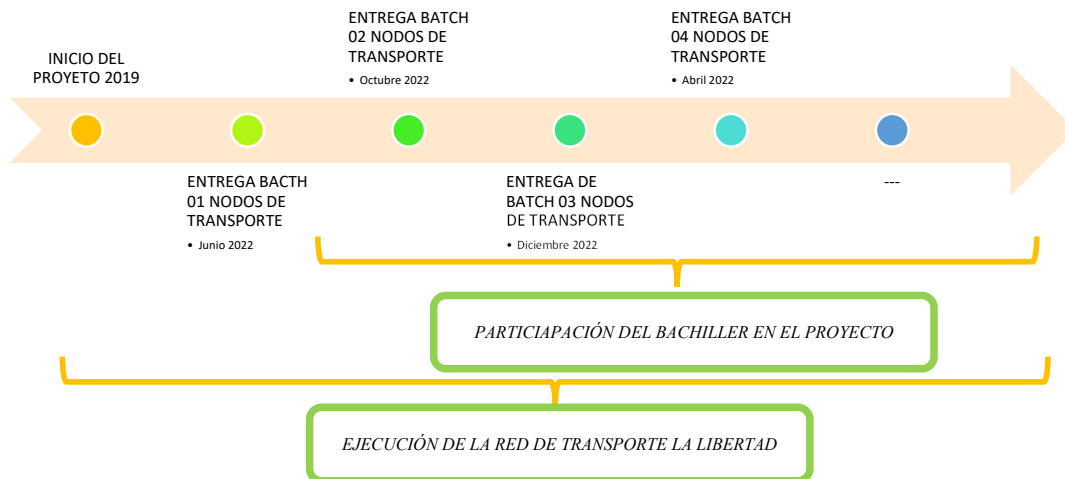 INICIO DEL
PROYETO 2019
ENTREGA BACTH
01 NODOS DE
TRANSPORTE
• Junio 2022
ENTREGA BATCH
02 NODOS DE
TRANSPORTE
• Octubre 2022
ENTREGA DE
BATCH 03 NODOS
DE TRANSPORTE
• Diciembre 2022
ENTREGA BATCH
04 NODOS DE
TRANSPORTE
• Abril 2022
---
PARTICIAPACIÓN DEL BACHILLER EN EL PROYECTO
EJECUCIÓN DE LA RED DE TRANSPORTE LA LIBERTAD